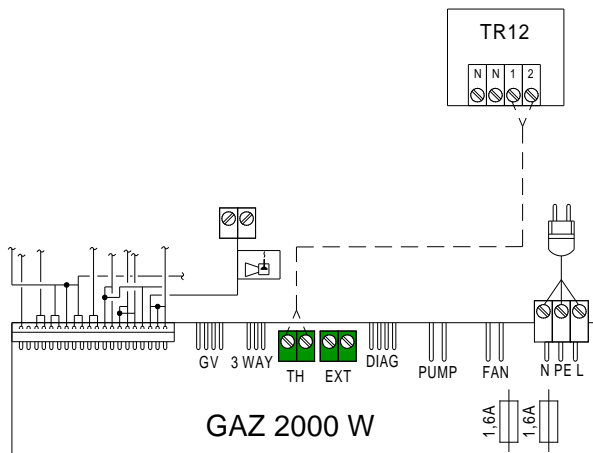 TR12
N N 1 2
GV 3 WAY TH EXT DIAG PUMP FAN N PE L
GAZ 2000 W
1,6A 1,6A